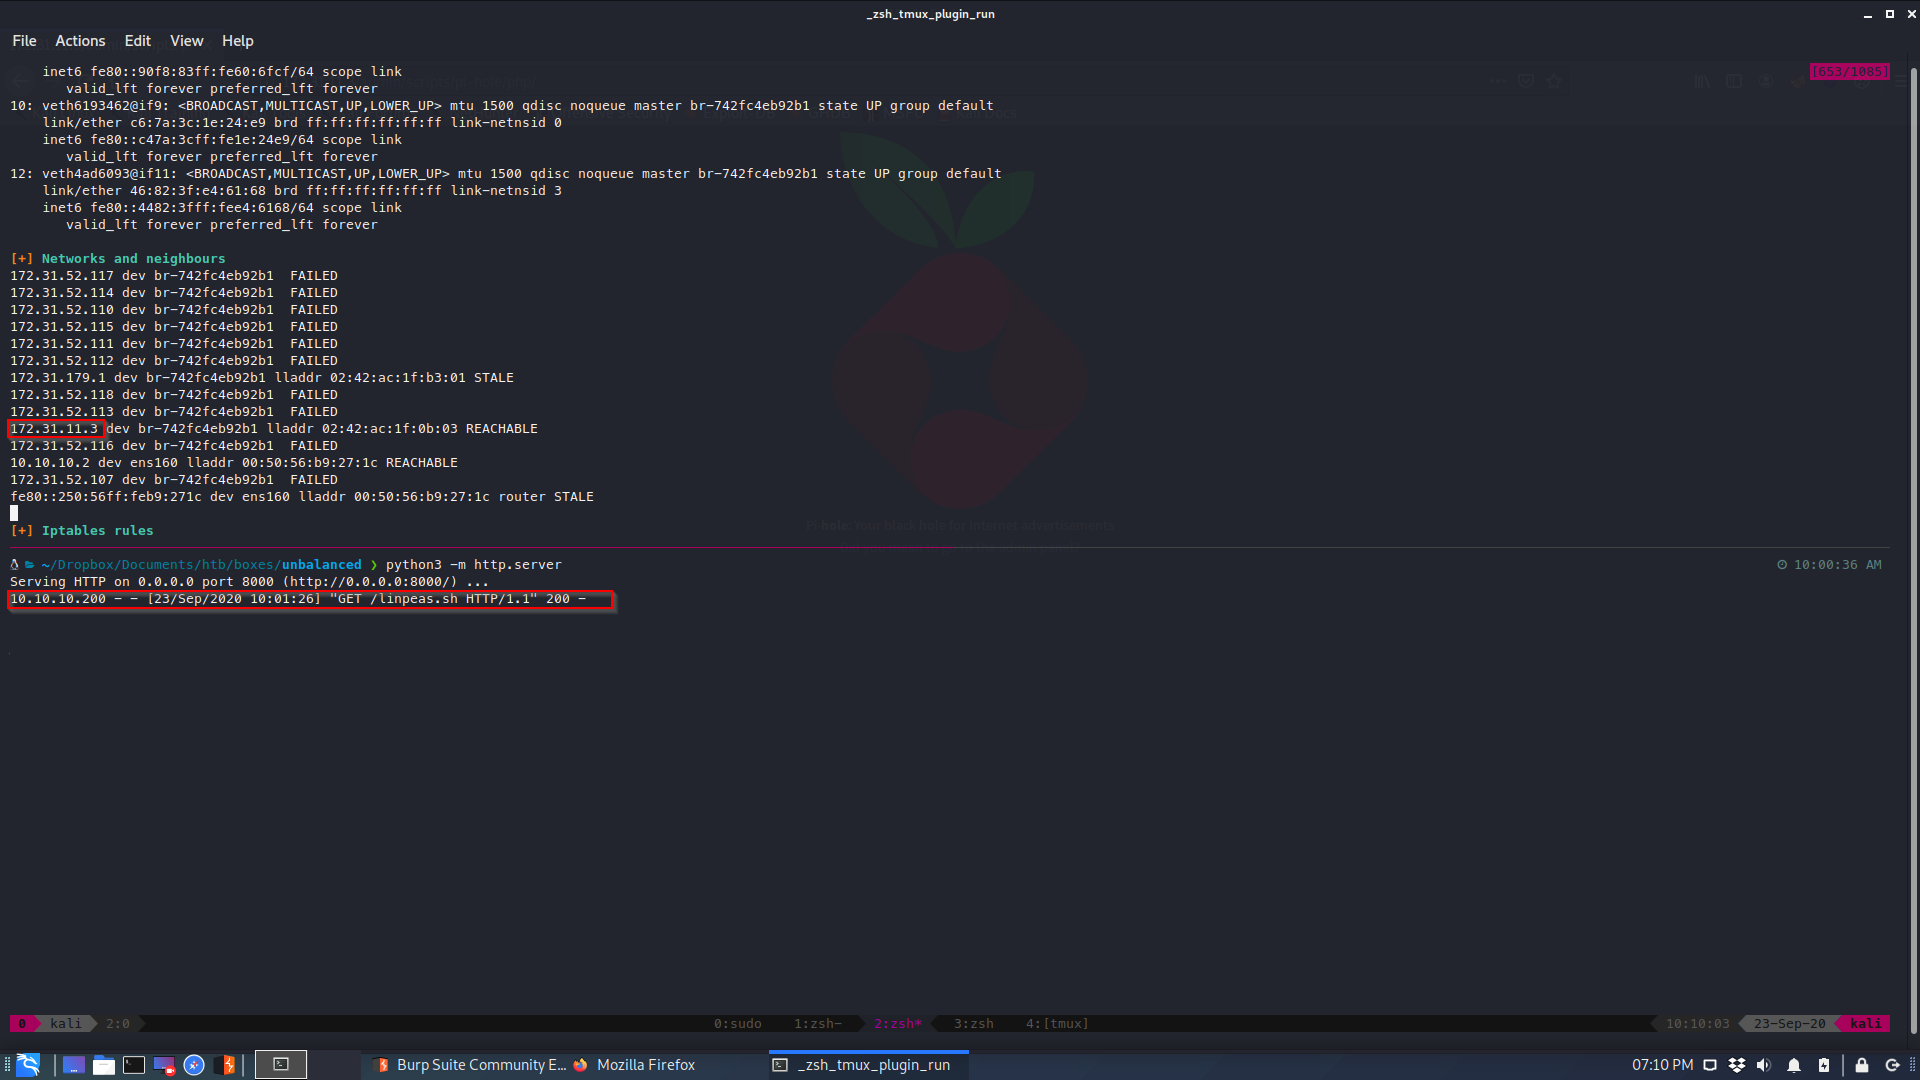 _zsh_tmux_plugin_run
File Actions Edit View Help
inet6 fe80::90f8:83ff:fe60:6fcf/64 scope link
[653/1085]
valid_lft forever preferred_lft forever
10: veth6193462@if9: <BROADCAST,MULTICAST,UP,LOWER_UP> mtu 1500 qdisc noqueue master br-742fc4eb92b1 state UP group default
link/ether c6:7a:3c:1e:24:e9 brd ff:ff:ff:ff:ff:ff link-netnsid 0
inet6 fe80::c47a:3cff:fe1e:24e9/64 scope link
valid_lft forever preferred_lft forever
12: veth4ad6093@if11: <BROADCAST,MULTICAST,UP,LOWER_UP> mtu 1500 qdisc noqueue master br-742fc4eb92b1 state UP group default
link/ether 46:82:3f:e4:61:68 brd ff:ff:ff:ff:ff:ff link-netnsid 3
inet6 fe80::4482:3fff:fee4:6168/64 scope link
valid_lft forever preferred_lft forever
[+] Networks and neighbours
172.31.52.117 dev br-742fc4eb92b1  FAILED
172.31.52.114 dev br-742fc4eb92b1  FAILED
172.31.52.110 dev br-742fc4eb92b1  FAILED
172.31.52.115 dev br-742fc4eb92b1  FAILED
172.31.52.111 dev br-742fc4eb92b1  FAILED
172.31.52.112 dev br-742fc4eb92b1  FAILED
172.31.179.1 dev br-742fc4eb92b1 lladdr 02:42:ac:1f:b3:01 STALE
172.31.52.118 dev br-742fc4eb92b1  FAILED
172.31.52.113 dev br-742fc4eb92b1  FAILED
172.31.11.3 dev br-742fc4eb92b1 lladdr 02:42:ac:1f:0b:03 REACHABLE
172.31.52.116 dev br-742fc4eb92b1  FAILED
10.10.10.2 dev ens160 lladdr 00:50:56:b9:27:1c REACHABLE
172.31.52.107 dev br-742fc4eb92b1  FAILED
fe80::250:56ff:feb9:271c dev ens160 lladdr 00:50:56:b9:27:1c router STALE
[+] Iptables rules
~/Dropbox/Documents/htb/boxes/unbalanced ❯ python3 -m http.server
10:00:36 AM
Serving HTTP on 0.0.0.0 port 8000 (http://0.0.0.0:8000/) ...
10.10.10.200 - - [23/Sep/2020 10:01:26] "GET /linpeas.sh HTTP/1.1" 200 -
0 kali 2:0 0:sudo 1:zsh- 2:zsh* 3:zsh 4:[tmux] 10:10:03 23-Sep-20 kali
Burp Suite Community E... Mozilla Firefox _zsh_tmux_plugin_run 07:10 PM